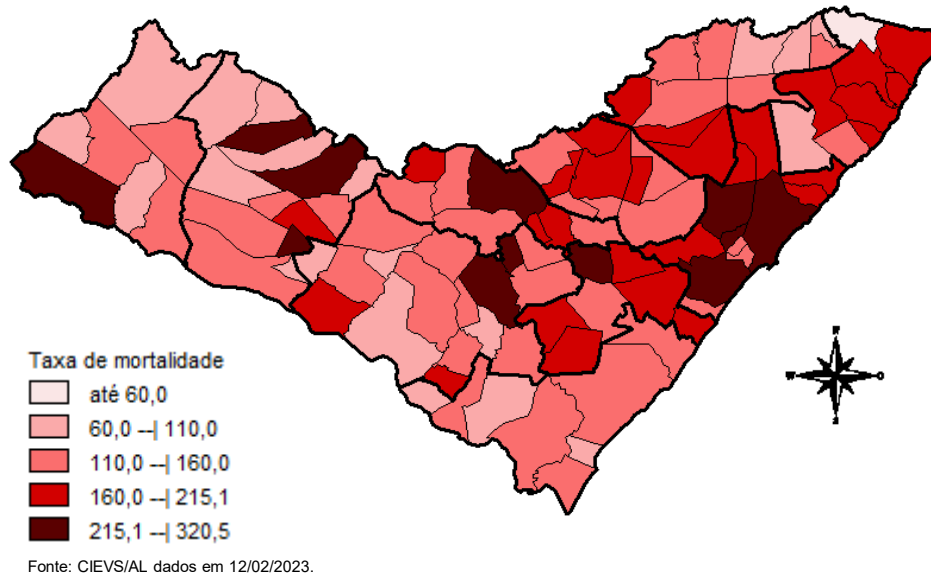 Taxa de mortalidade
até 60,0
60,0 --| 110,0
110,0 --| 160,0
160,0 --| 215,1
215,1 --| 320,5
N
W
O
S
Fonte: CIEVS/AL dados em 12/02/2023.